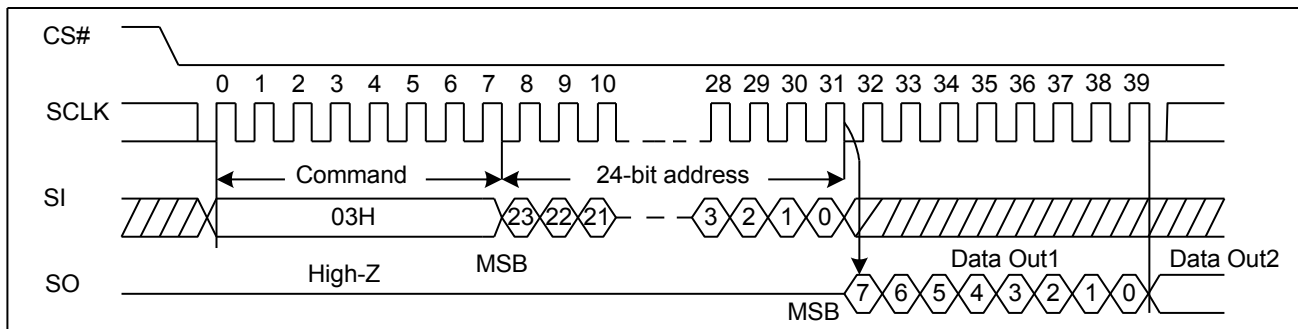 CS#
0 1 2 3 4 5 6 7 8 9 10 28 29 30 31 32 33 34 35 36 37 38 39
SCLK
Command 24-bit address
SI
03H 23 22 21 3 2 1 0
High-Z MSB Data Out1 Data Out2
SO
7 6 5 4 3 2 1 0
MSB